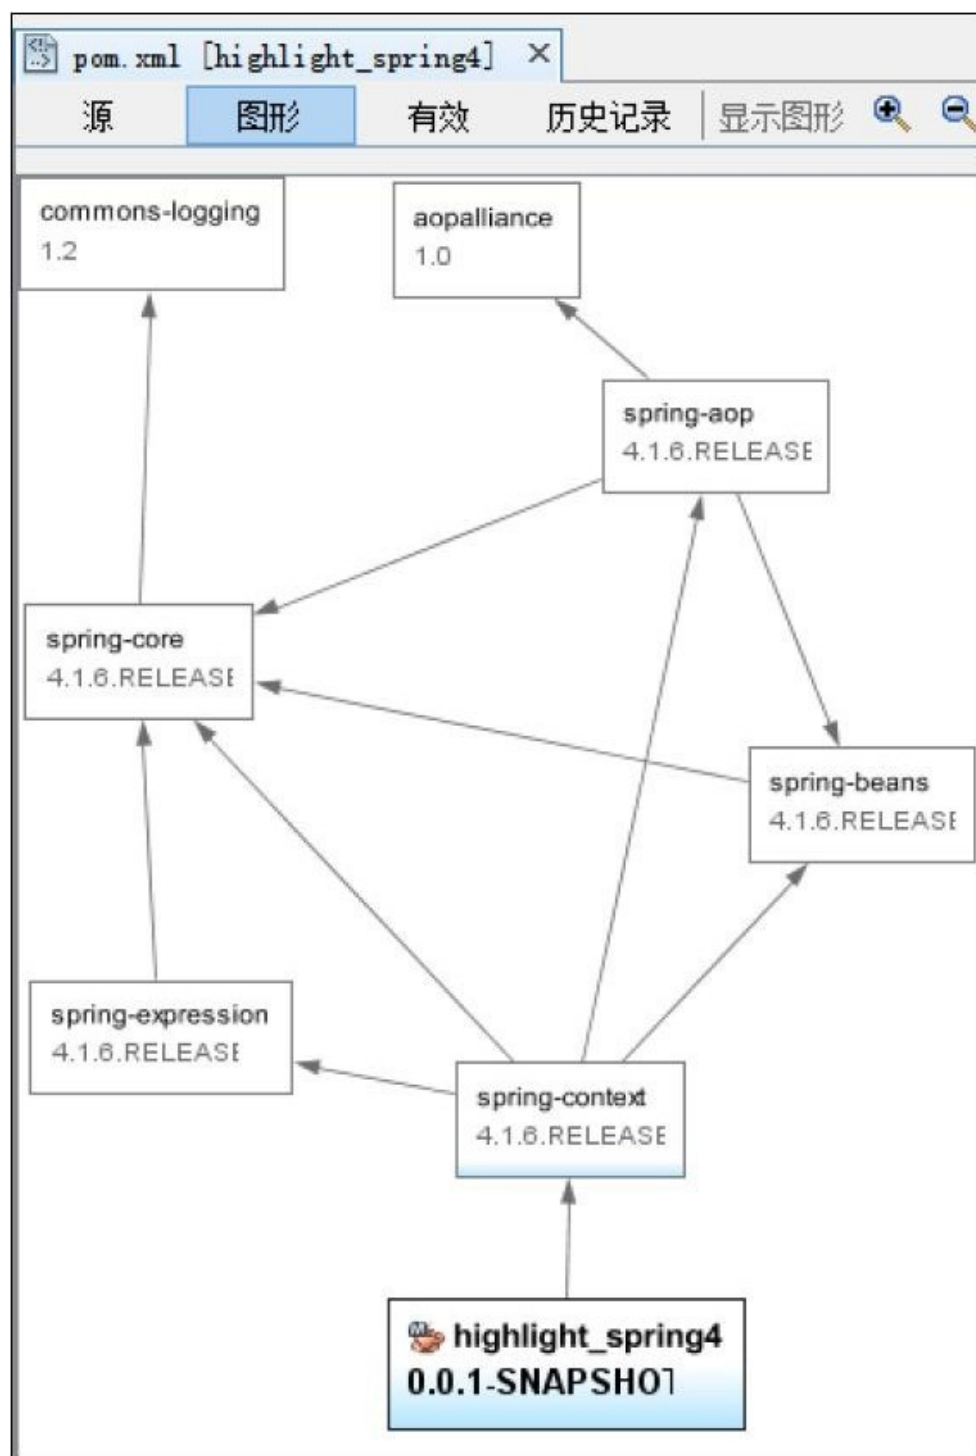 pom.xml [highlight_spring4]
源 图形 有效 历史记录 显示图形
commons-logging
1.2
aopalliance
1.0
spring-aop
4.1.6.RELEASE
spring-core
4.1.6.RELEASE
spring-beans
4.1.6.RELEASE
spring-expression
4.1.6.RELEASE
spring-context
4.1.6.RELEASE
highlight_spring4
0.0.1-SNAPSHOT